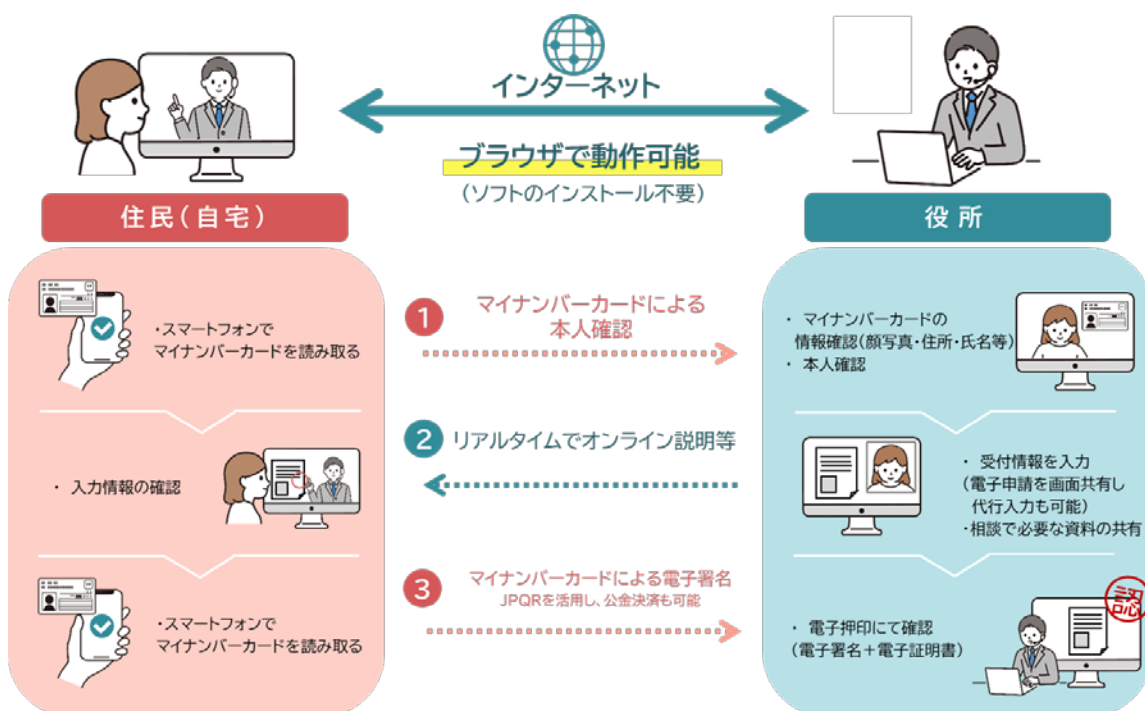 インターネット
ブラウザで動作可能
(ソフトのインストール不要)
住民(自宅)
役所
・スマートフォンで
マイナンバーカードを読み取る
1
マイナンバーカードによる
本人確認
・ マイナンバーカードの
情報確認(顔写真・住所・氏名等)
・ 本人確認
・ 入力情報の確認
2
リアルタイムでオンライン説明等
・ 受付情報を入力
(電子申請を画面共有し
代行入力も可能)
・相談で必要な資料の共有
・スマートフォンで
マイナンバーカードを読み取る
3
マイナンバーカードによる電子署名
JPQRを活用し、公金決済も可能
・ 電子押印にて確認
(電子署名+電子証明書)
認